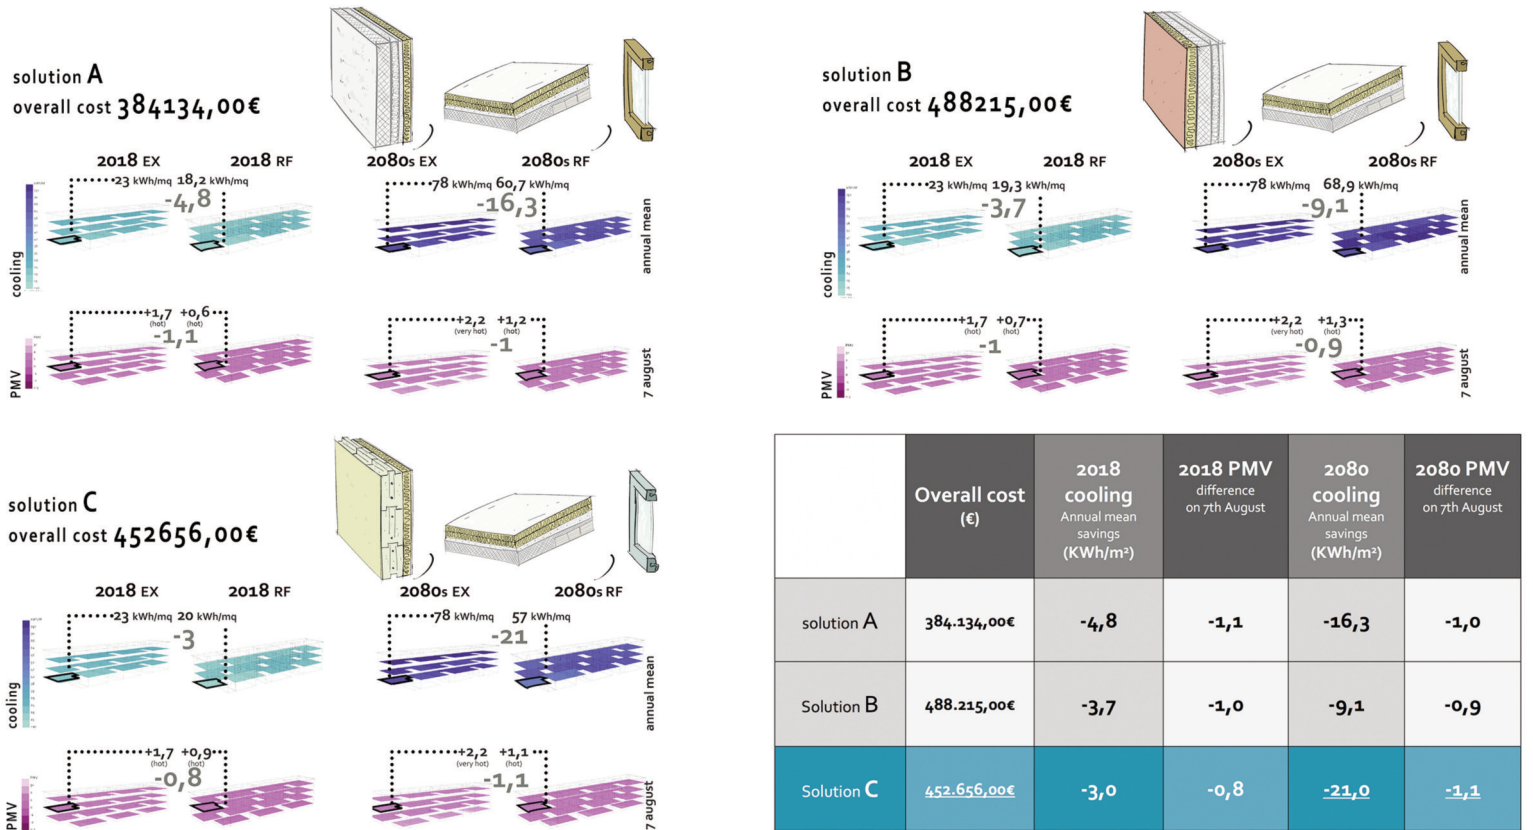 solution A
overall cost 384134,00€
2018 EX
2018 RF
2080s EX
2080s RF
23 kWh/mq 18,2 kWh/mq
-4,8
78 kWh/mq 60,7 kWh/mq
-16,3
cooling
annual mean
+1,7 +0,6
(hot) (hot)
-1,1
+2,2 +1,2
(very hot) (hot)
-1
PMV
7 august
solution B
overall cost 488215,00€
2018 EX
2018 RF
2080s EX
2080s RF
23 kWh/mq 19,3 kWh/mq
-3,7
78 kWh/mq 68,9 kWh/mq
-9,1
cooling
annual mean
+1,7 +0,7
(hot) (hot)
-1
+2,2 +1,3
(very hot) (hot)
-0,9
PMV
7 august
solution C
overall cost 452656,00€
2018 EX
2018 RF
2080s EX
2080s RF
23 kWh/mq 20 kWh/mq
-3
78 kWh/mq 57 kWh/mq
-21
cooling
annual mean
+1,7 +0,9
(hot) (hot)
-0,8
+2,2 +1,1
(very hot) (hot)
-1,1
PMV
7 august
Overall cost
(€)
2018
cooling
Annual mean
savings
(KWh/m²)
2018 PMV
difference
on 7th August
2080
cooling
Annual mean
savings
(KWh/m²)
2080 PMV
difference
on 7th August
solution A 384.134,00€ -4,8 -1,1 -16,3 -1,0
Solution B 488.215,00€ -3,7 -1,0 -9,1 -0,9
Solution C 452.656,00€ -3,0 -0,8 -21,0 -1,1